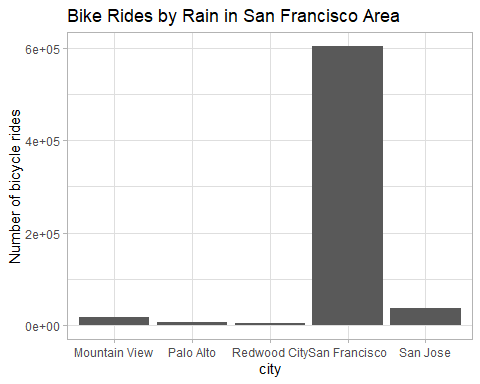 Bike Rides by Rain in San Francisco Area
Number of bicycle rides
6e+05
4e+05
2e+05
0e+00
Mountain View Palo Alto Redwood City San Francisco San Jose
city